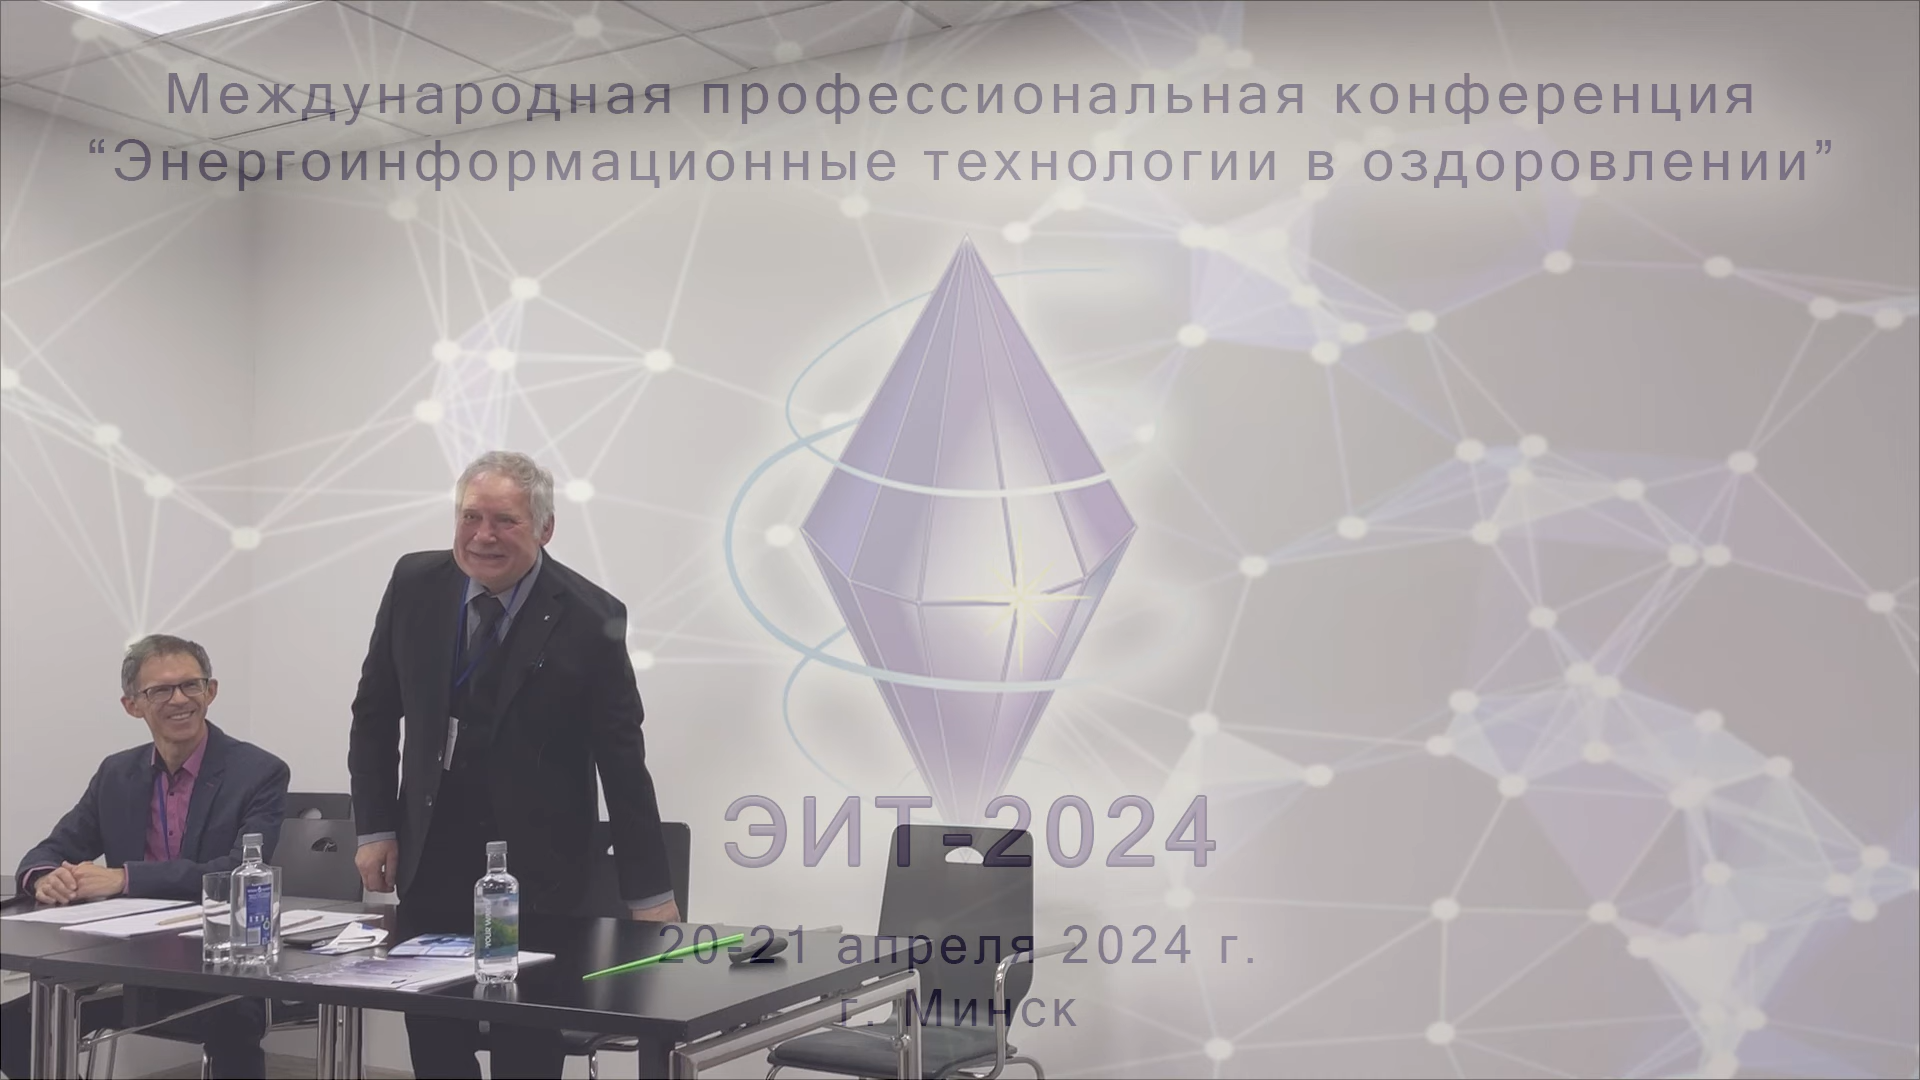 Международная профессиональная конференция
“Энергоинформационные технологии в оздоровлении”
ЭИТ-2024
20-21 апреля 2024 г.
г. Минск